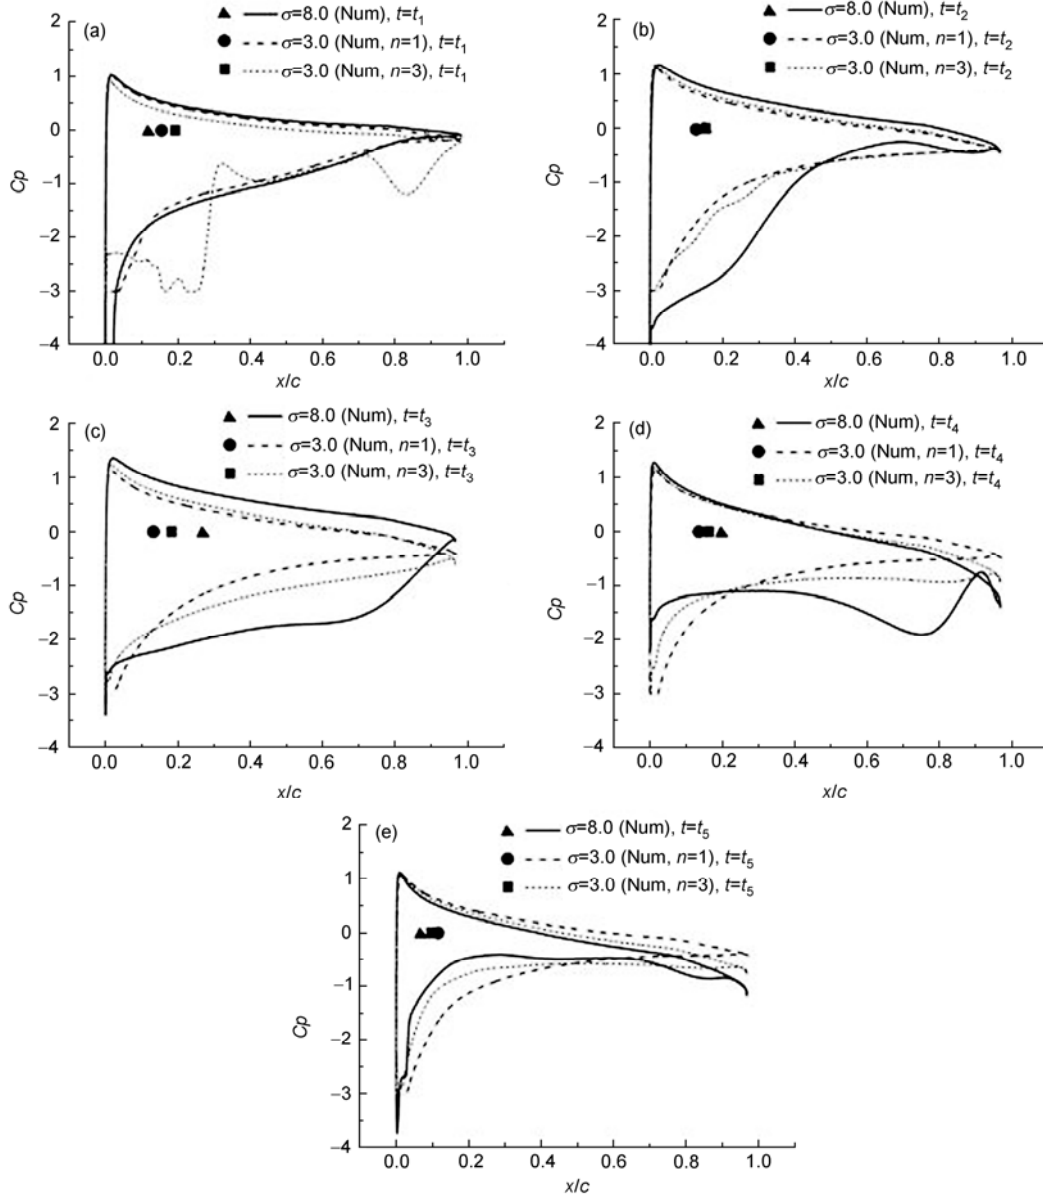 (a)
σ=8.0 (Num), t=t1
σ=3.0 (Num, n=1), t=t1
σ=3.0 (Num, n=3), t=t1
2
1
0
−1
−2
−3
−4
Cp
0.0 0.2 0.4 0.6 0.8 1.0
x/c
(b)
σ=8.0 (Num), t=t2
σ=3.0 (Num, n=1), t=t2
σ=3.0 (Num, n=3), t=t2
2
1
0
−1
−2
−3
−4
Cp
0.0 0.2 0.4 0.6 0.8 1.0
x/c
(c)
σ=8.0 (Num), t=t3
σ=3.0 (Num, n=1), t=t3
σ=3.0 (Num, n=3), t=t3
2
1
0
−1
−2
−3
−4
Cp
0.0 0.2 0.4 0.6 0.8 1.0
x/c
(d)
σ=8.0 (Num), t=t4
σ=3.0 (Num, n=1), t=t4
σ=3.0 (Num, n=3), t=t4
2
1
0
−1
−2
−3
−4
Cp
0.0 0.2 0.4 0.6 0.8 1.0
x/c
(e)
σ=8.0 (Num), t=t5
σ=3.0 (Num, n=1), t=t5
σ=3.0 (Num, n=3), t=t5
2
1
0
−1
−2
−3
−4
Cp
0.0 0.2 0.4 0.6 0.8 1.0
x/c